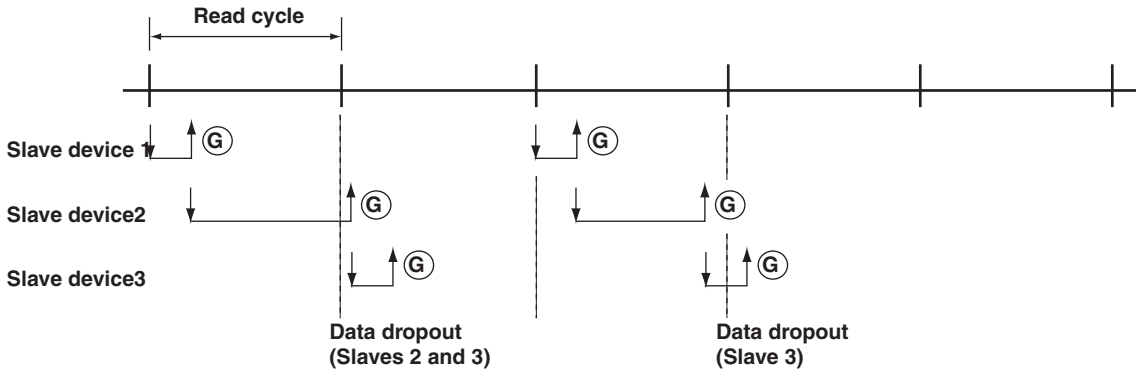 Read cycle
G
G
Slave device 1
G
G
Slave device2
G
G
Slave device3
Data dropout
(Slaves 2 and 3)
Data dropout
(Slave 3)